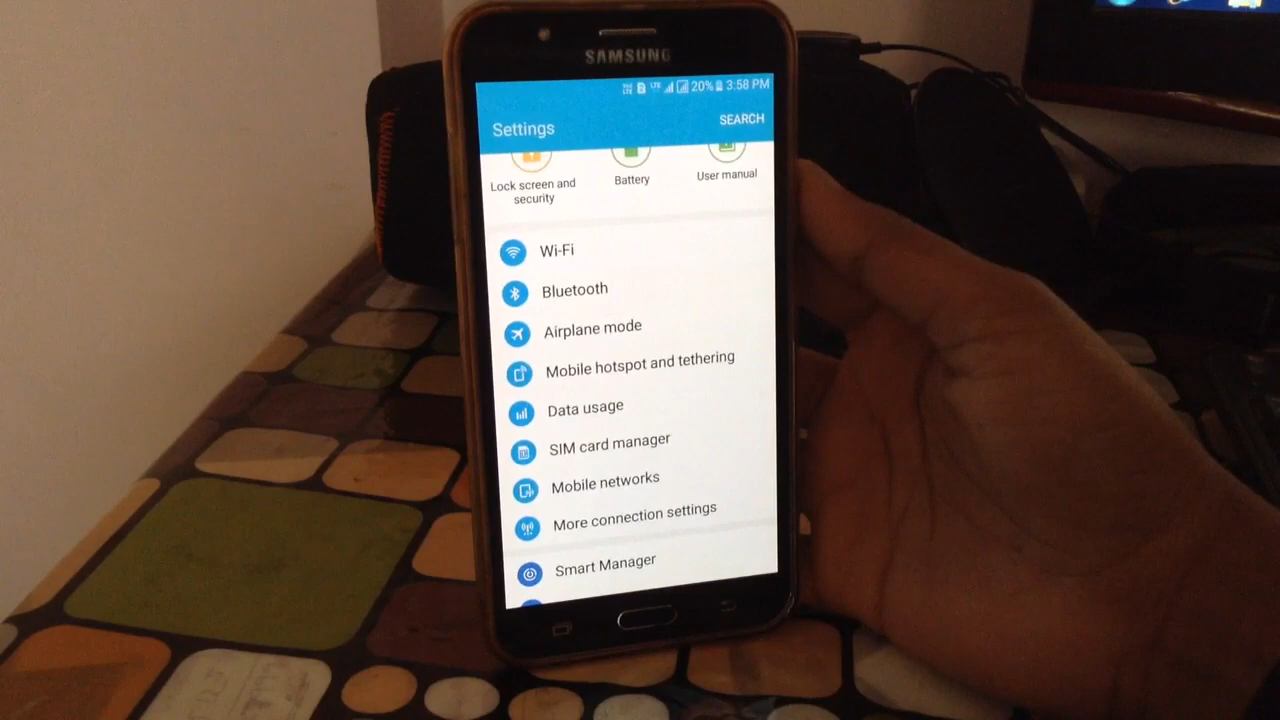 SAMSUNG
LTE 20% 3:58 PM
Settings SEARCH
Lock screen and
security
Battery
User manual
Wi-Fi
Bluetooth
Airplane mode
Mobile hotspot and tethering
Data usage
SIM card manager
Mobile networks
More connection settings
Smart Manager